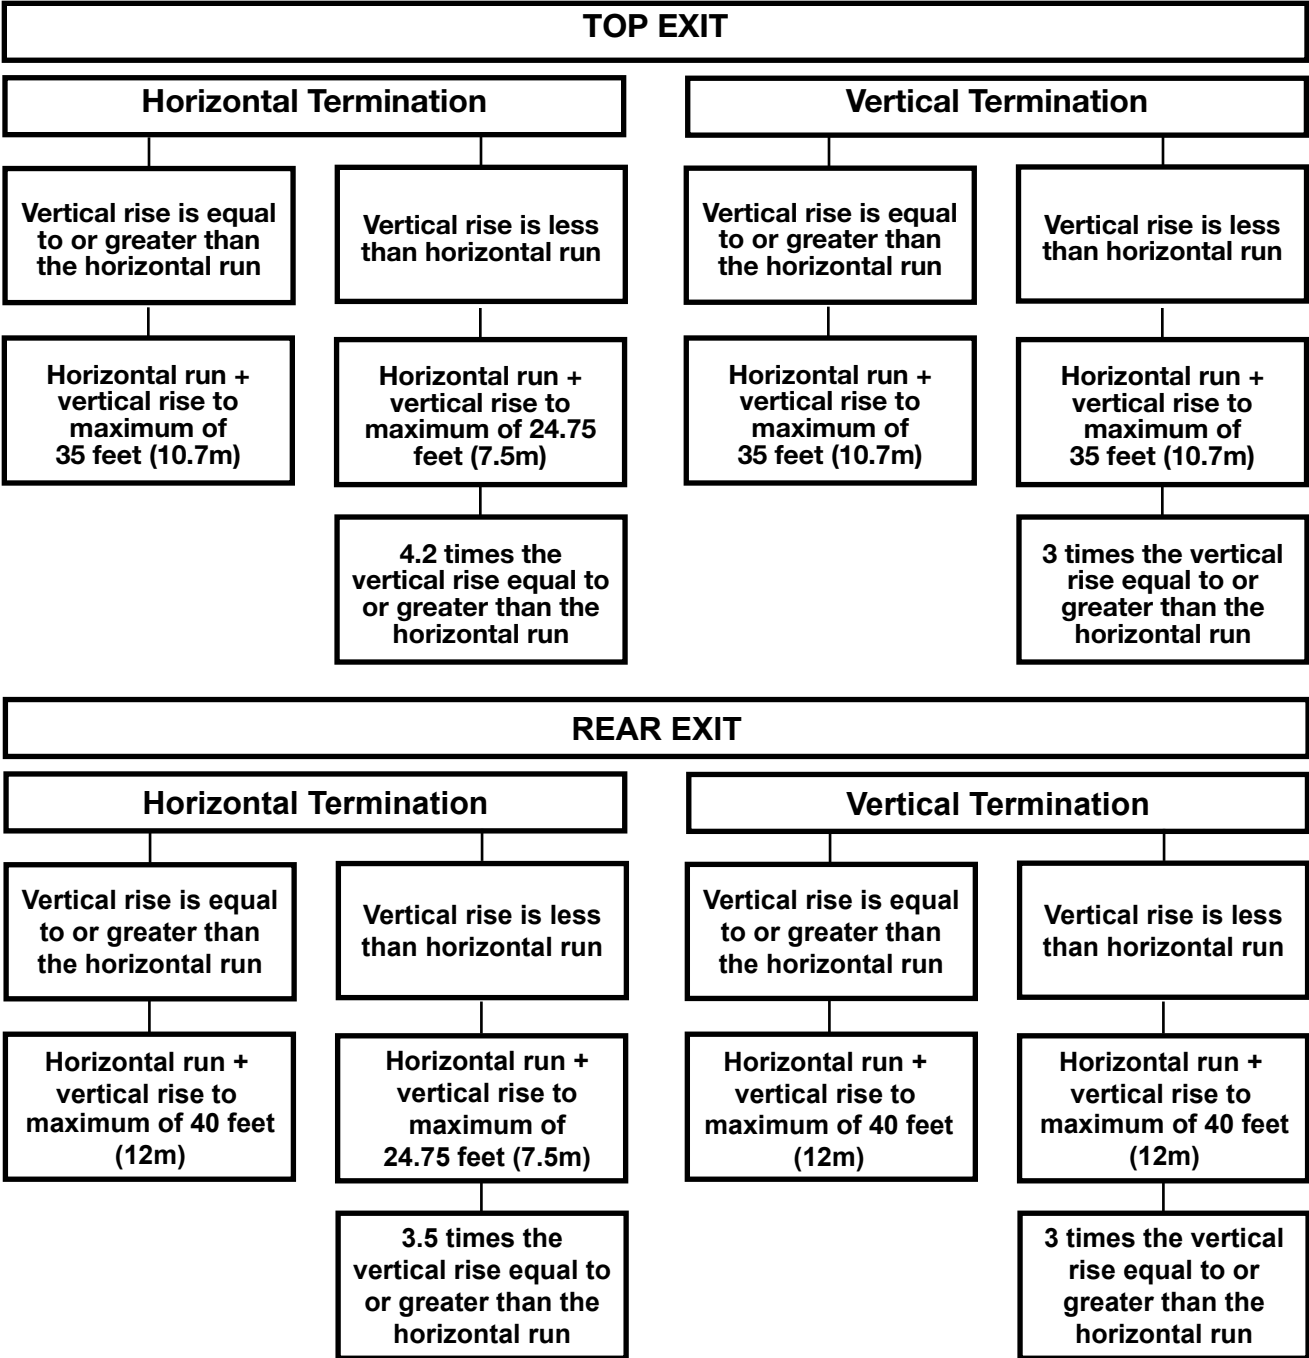 TOP EXIT
Horizontal Termination
Vertical Termination
Vertical rise is equal
to or greater than
the horizontal run
Vertical rise is less
than horizontal run
Vertical rise is equal
to or greater than
the horizontal run
Vertical rise is less
than horizontal run
Horizontal run +
vertical rise to
maximum of
35 feet (10.7m)
Horizontal run +
vertical rise to
maximum of 24.75
feet (7.5m)
Horizontal run +
vertical rise to
maximum of
35 feet (10.7m)
Horizontal run +
vertical rise to
maximum of
35 feet (10.7m)
4.2 times the
vertical rise equal to
or greater than the
horizontal run
3 times the vertical
rise equal to or
greater than the
horizontal run
REAR EXIT
Horizontal Termination
Vertical Termination
Vertical rise is equal
to or greater than
the horizontal run
Vertical rise is less
than horizontal run
Vertical rise is equal
to or greater than
the horizontal run
Vertical rise is less
than horizontal run
Horizontal run +
vertical rise to
maximum of 40 feet
(12m)
Horizontal run +
vertical rise to
maximum of
24.75 feet (7.5m)
Horizontal run +
vertical rise to
maximum of 40 feet
(12m)
Horizontal run +
vertical rise to
maximum of 40 feet
(12m)
3.5 times the
vertical rise equal to
or greater than the
horizontal run
3 times the vertical
rise equal to or
greater than the
horizontal run